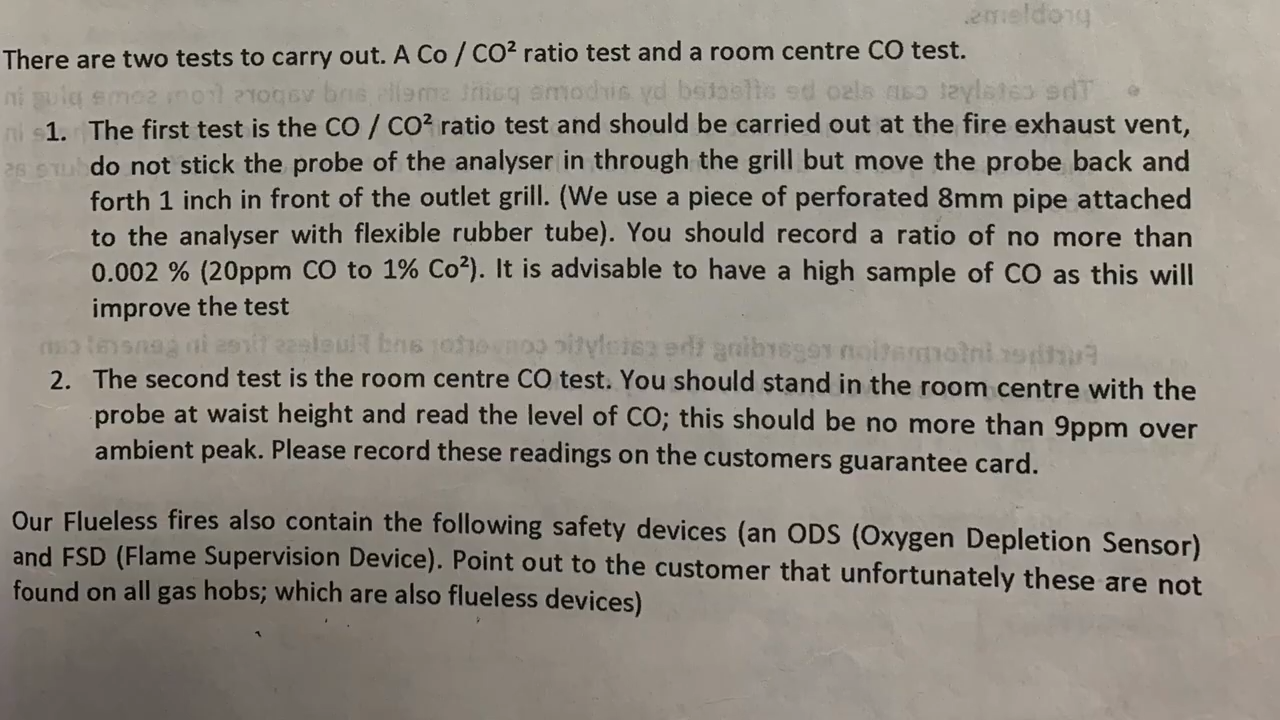 There are two tests to carry out. A Co / CO² ratio test and a room centre CO test.
1. The first test is the CO / CO² ratio test and should be carried out at the fire exhaust vent,
do not stick the probe of the analyser in through the grill but move the probe back and
forth 1 inch in front of the outlet grill. (We use a piece of perforated 8mm pipe attached
to the analyser with flexible rubber tube). You should record a ratio of no more than
0.002 % (20ppm CO to 1% Co²). It is advisable to have a high sample of CO as this will
improve the test
2. The second test is the room centre CO test. You should stand in the room centre with the
probe at waist height and read the level of CO; this should be no more than 9ppm over
ambient peak. Please record these readings on the customers guarantee card.
Our Flueless fires also contain the following safety devices (an ODS (Oxygen Depletion Sensor)
and FSD (Flame Supervision Device). Point out to the customer that unfortunately these are not
found on all gas hobs; which are also flueless devices)